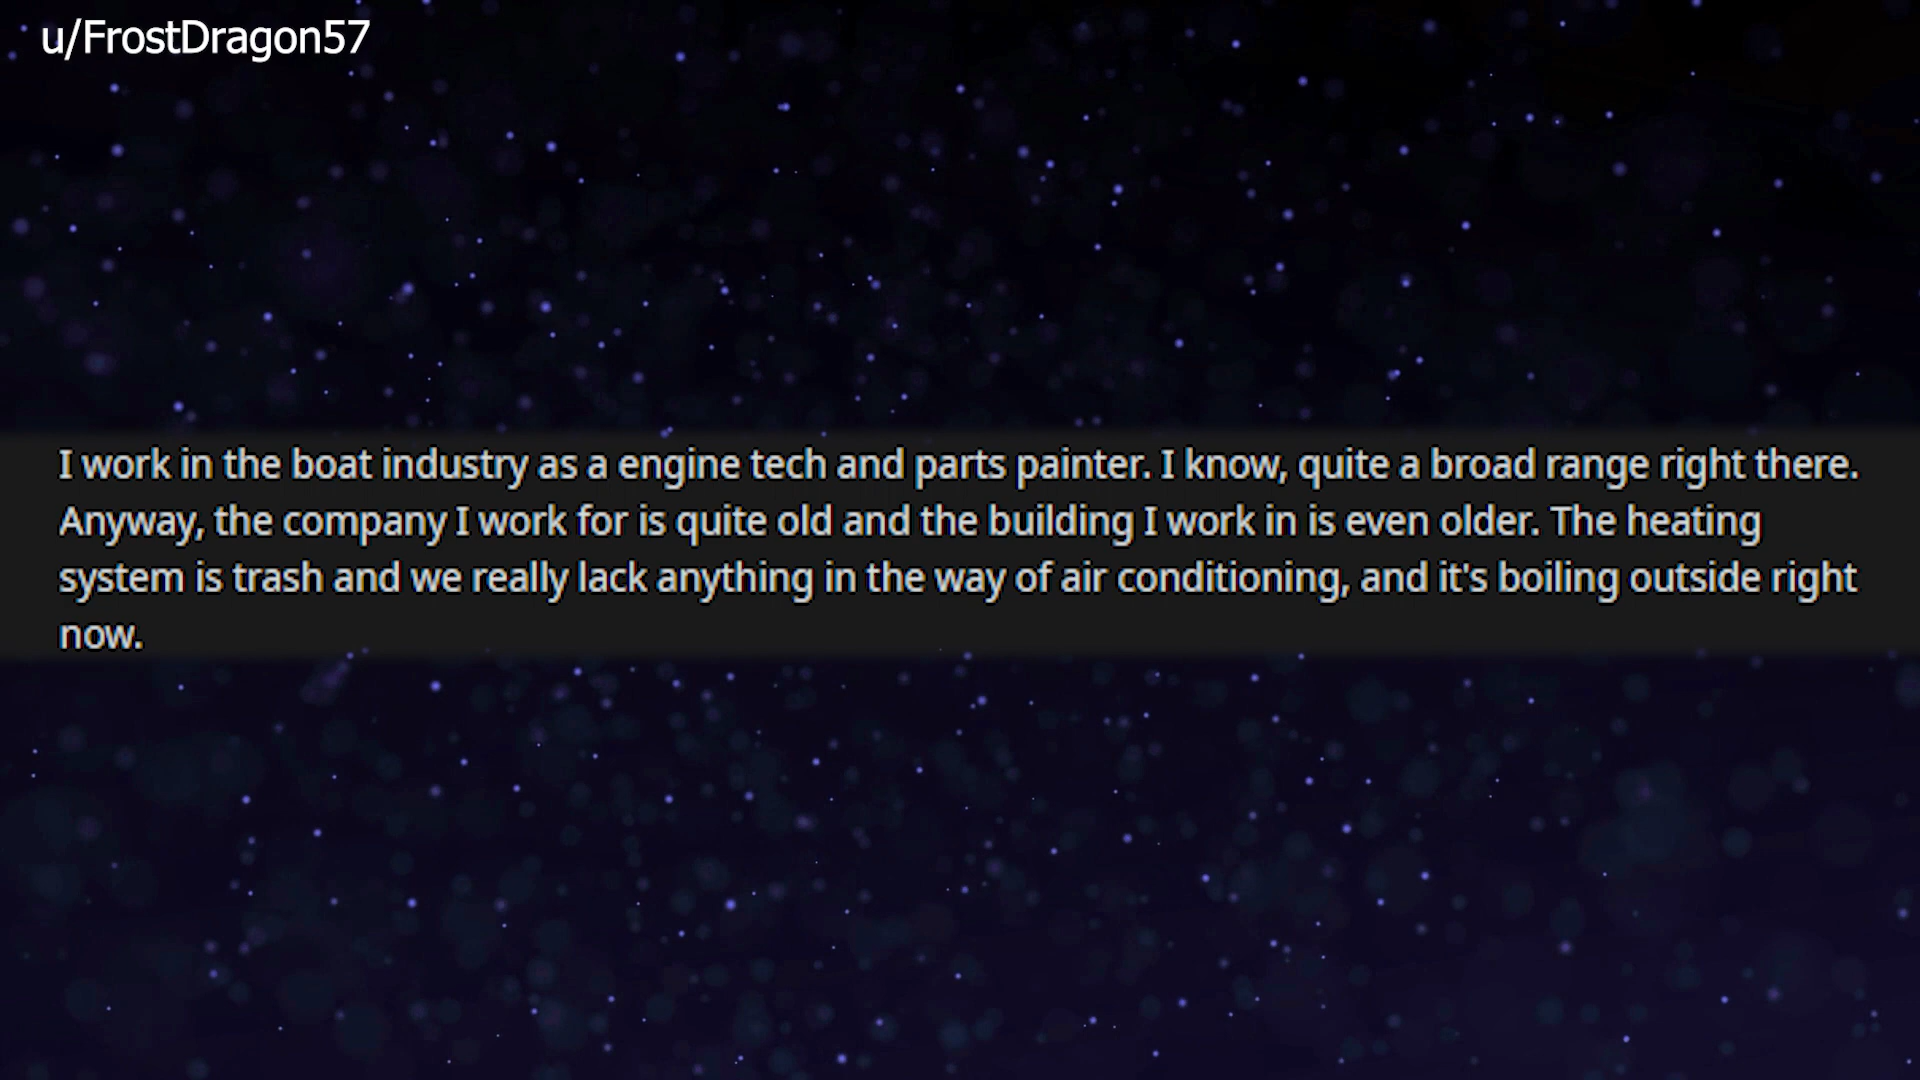 u/FrostDragon57
I work in the boat industry as a engine tech and parts painter. I know, quite a broad range right there.
Anyway, the company I work for is quite old and the building I work in is even older. The heating
system is trash and we really lack anything in the way of air conditioning, and it's boiling outside right
now.